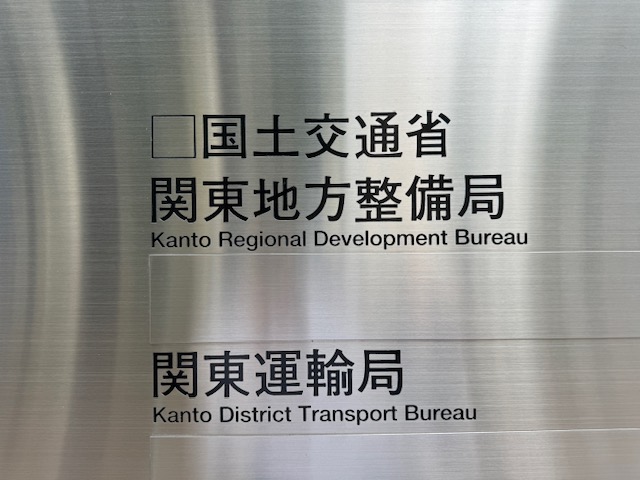 □国土交通省
関東地方整備局
Kanto Regional Development Bureau
関東運輸局
Kanto District Transport Bureau